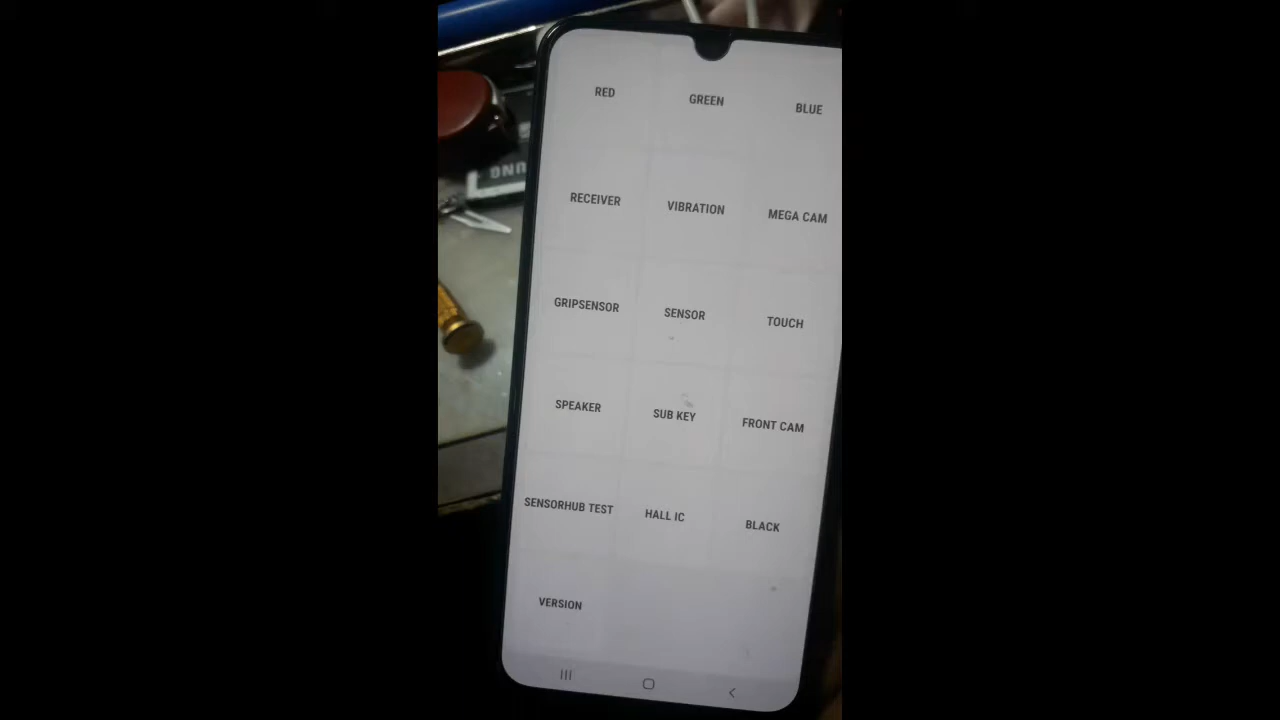 RED GREEN BLUE
UNG
RECEIVER VIBRATION MEGA CAM
GRIPSENSOR SENSOR TOUCH
SPEAKER SUB KEY FRONT CAM
SENSORHUB TEST HALL IC BLACK
VERSION